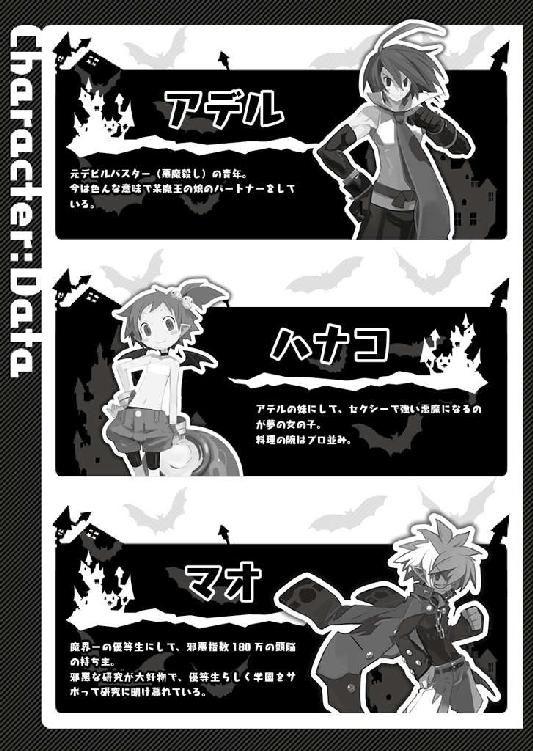 Character:Data
アデル
元デビルバスター（悪魔殺し）の青年。
今は色んな意味で某魔王の娘のパートナーをして
いる。
ハナコ
アデルの妹にして、セクシーで強い悪魔になるの
が夢の女の子。
料理の腕はプロ並み。
マオ
魔界一の優等生にして、邪悪指数180万の頭脳
の持ち主。
邪悪な研究が大好物で、優等生らしく学園をサ
ボって研究に明け暮れている。